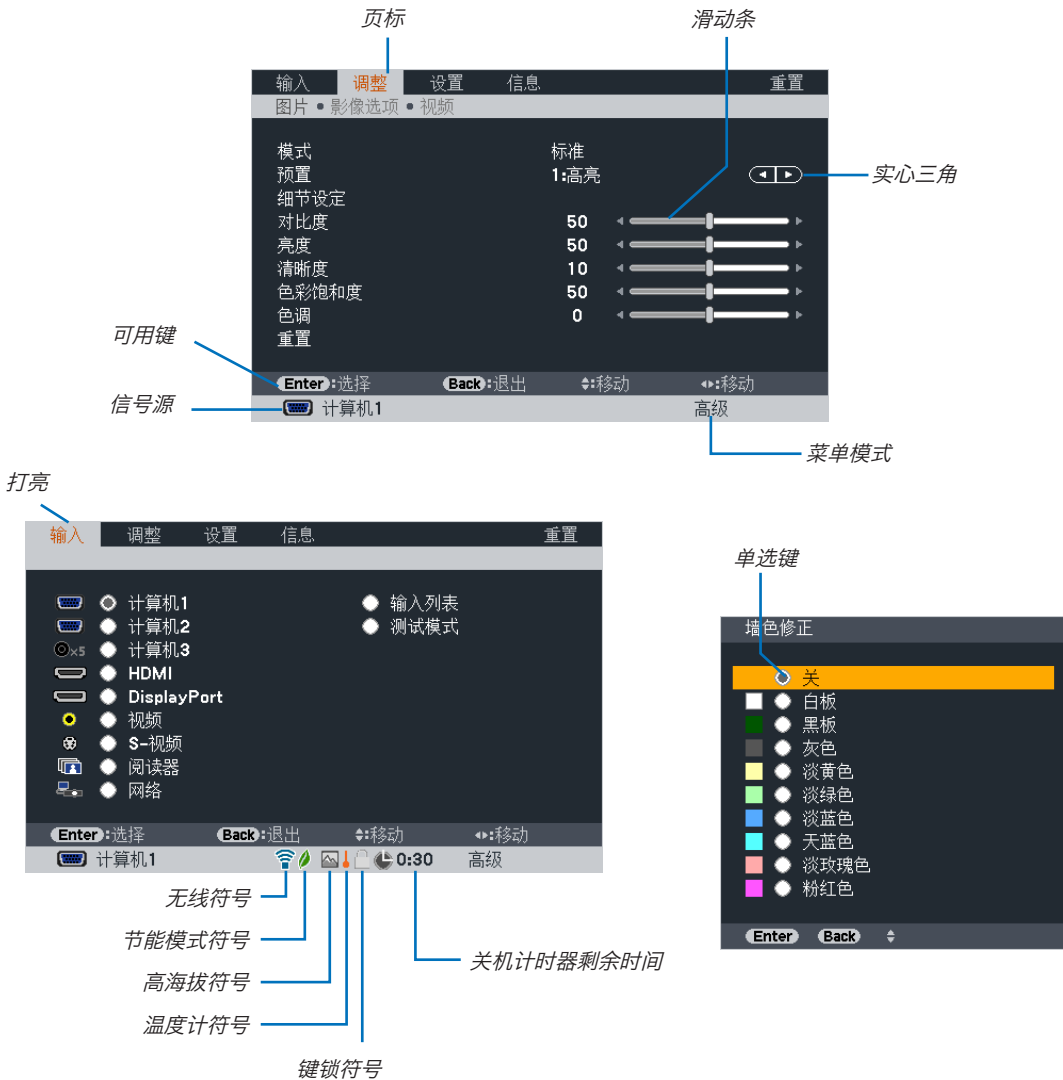 页标
滑动条
输入 调整 设置 信息 重置
图片 • 影像选项 • 视频
模式 标准
预置 1:高亮
实心三角
细节设定
对比度 50
亮度 50
清晰度 10
色彩饱和度 50
色调 0
重置
可用键
Enter:选择 Back:退出 :移动 :移动
信号源
计算机1 高级
菜单模式
打亮
输入 调整 设置 信息 重置
计算机1 输入列表
计算机2 测试模式
×5 计算机3
HDMI
DisplayPort
视频
S-视频
阅读器
网络
Enter:选择 Back:退出 :移动 :移动
计算机1 0:30 高级
无线符号
节能模式符号
高海拔符号
温度计符号
键锁符号
关机计时器剩余时间
单选键
墙色修正
关
白板
黑板
灰色
淡黄色
淡绿色
淡蓝色
天蓝色
淡玫瑰色
粉红色
Enter Back